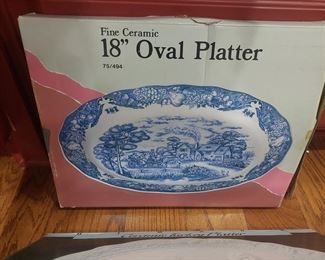 Fine Ceramic
18" Oval Platter
75/494